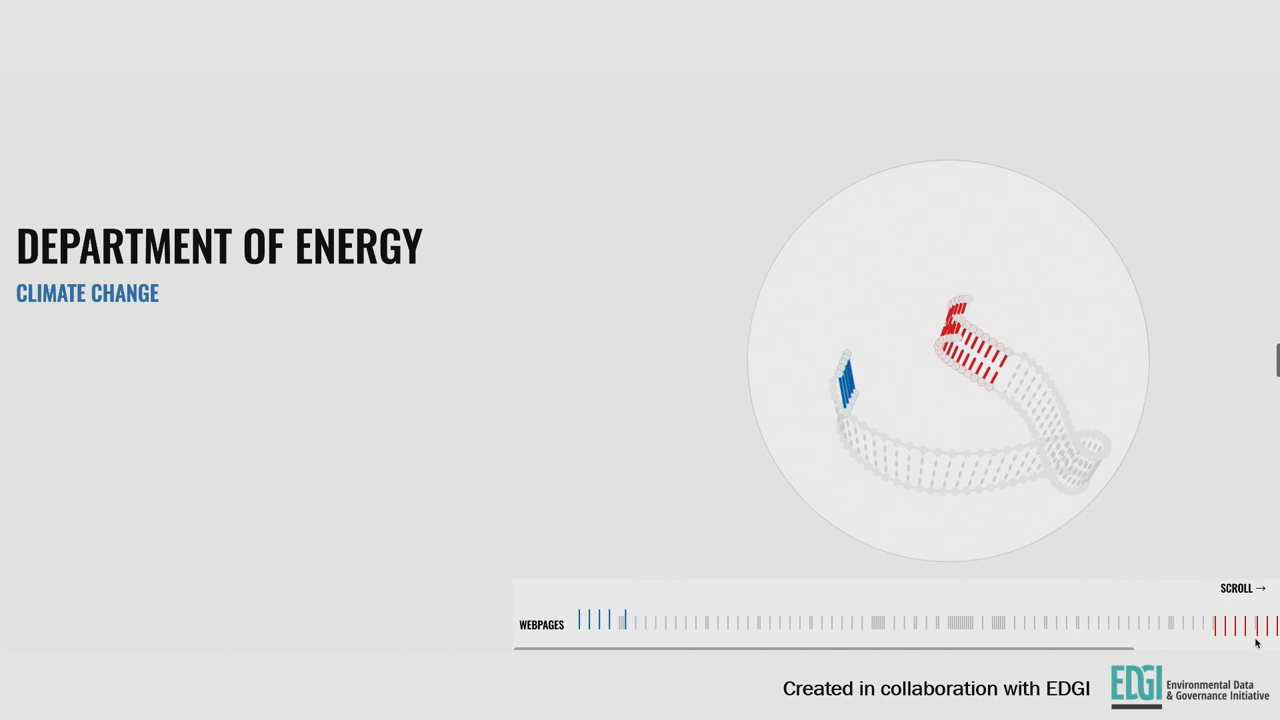 DEPARTMENT OF ENERGY
CLIMATE CHANGE
SCROLL →
WEBPAGES
Created in collaboration with EDGI
EDGI
Environmental Data
& Governance Initiative